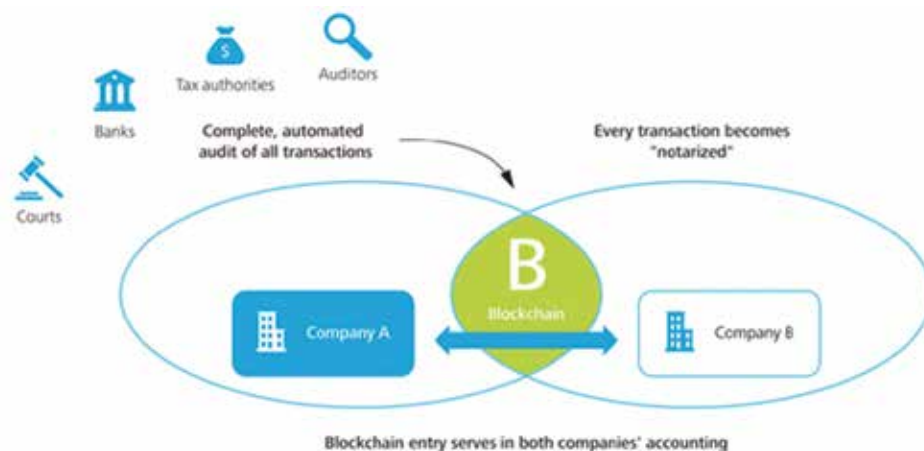 Auditors
Tax authorities
Banks
Courts
Complete, automated
audit of all transactions
Every transaction becomes
"notarized"
B
Blockchain
Company A
Company B
Blockchain entry serves in both companies' accounting